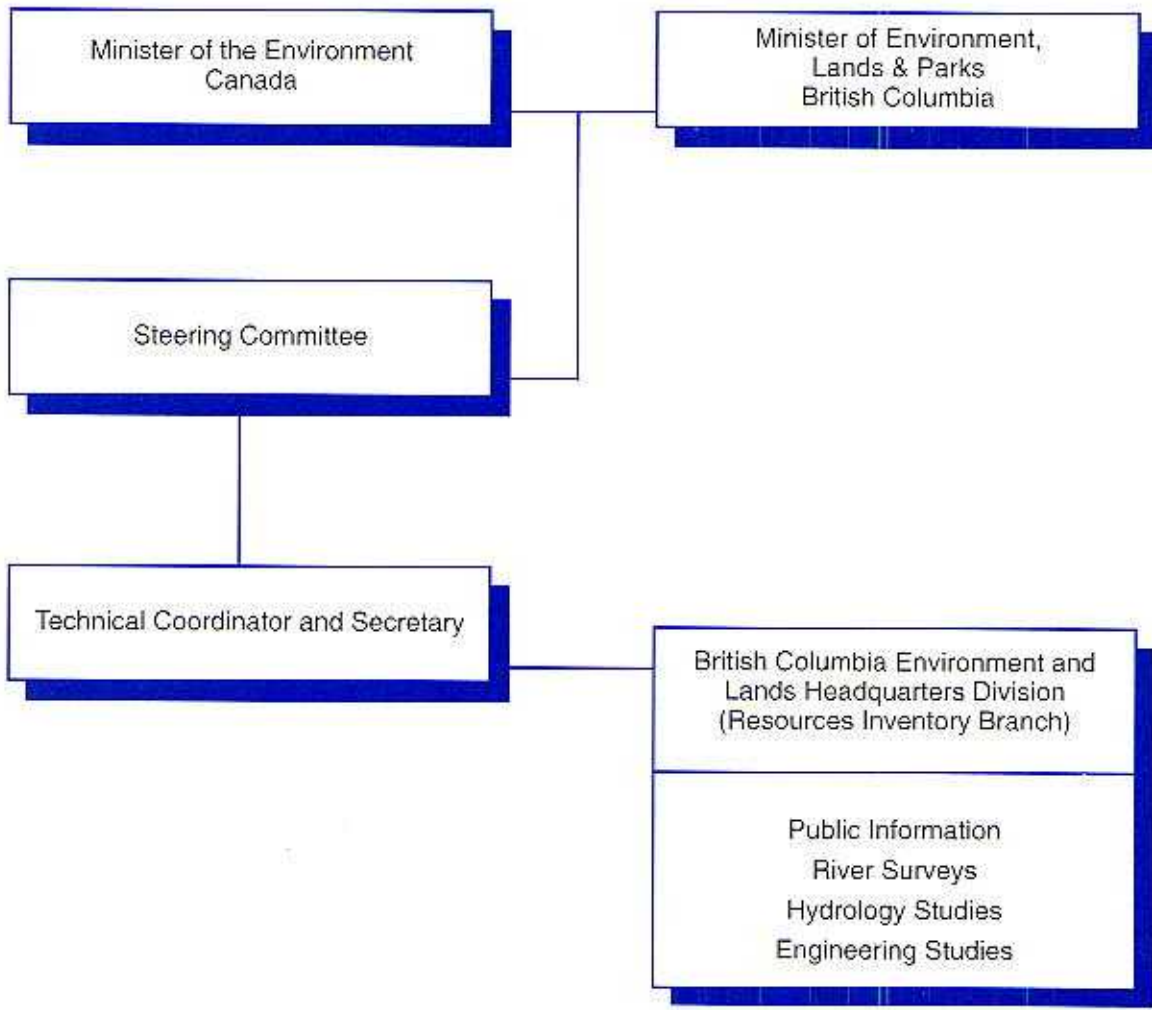 Minister of the Environment
Canada
Minister of Environment,
Lands & Parks
British Columbia
Steering Committee
Technical Coordinator and Secretary
British Columbia Environment and
Lands Headquarters Division
(Resources Inventory Branch)
Public Information
River Surveys
Hydrology Studies
Engineering Studies